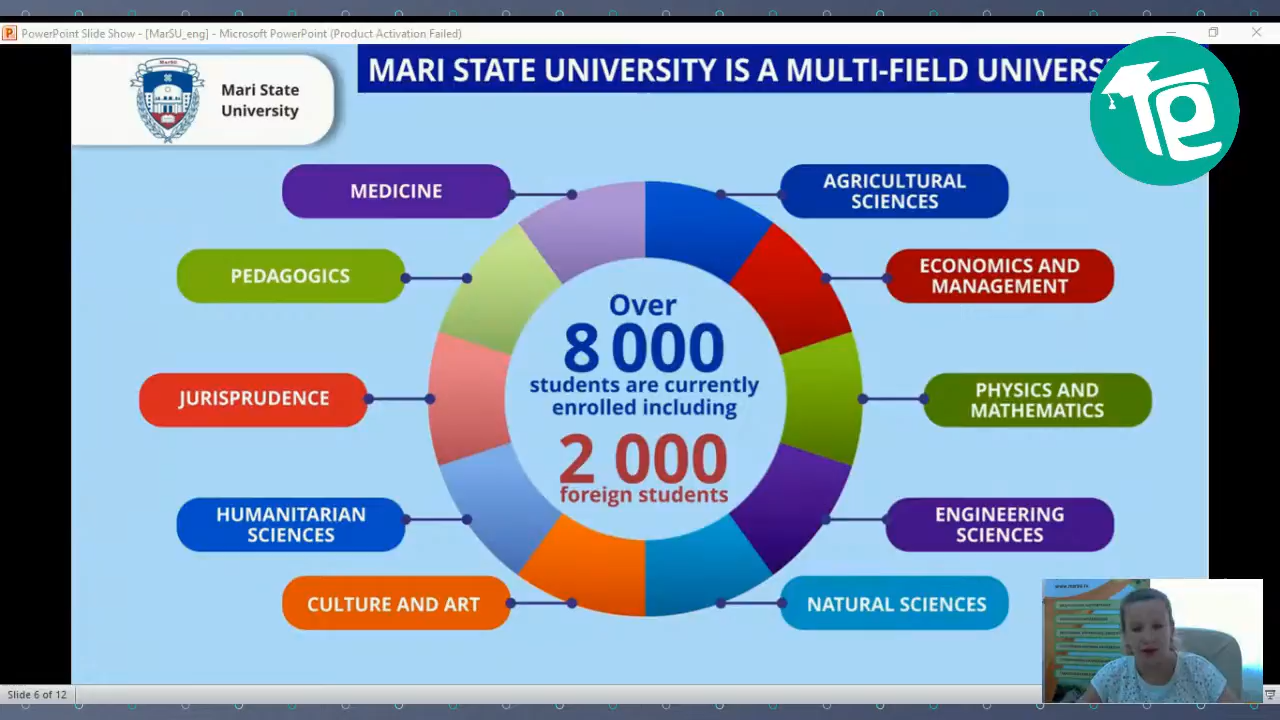 PowerPoint Slide Show - [MarSU_eng] - Microsoft PowerPoint (Product Activation Failed)
MARI STATE UNIVERSITY IS A MULTI-FIELD UNIVERS
MarSU
Mari State
University
MEDICINE
AGRICULTURAL
SCIENCES
PEDAGOGICS
ECONOMICS AND
MANAGEMENT
JURISPRUDENCE
PHYSICS AND
MATHEMATICS
HUMANITARIAN
SCIENCES
ENGINEERING
SCIENCES
CULTURE AND ART
NATURAL SCIENCES
Over
8 000
students are currently
enrolled including
2 000
foreign students
Slide 6 of 12